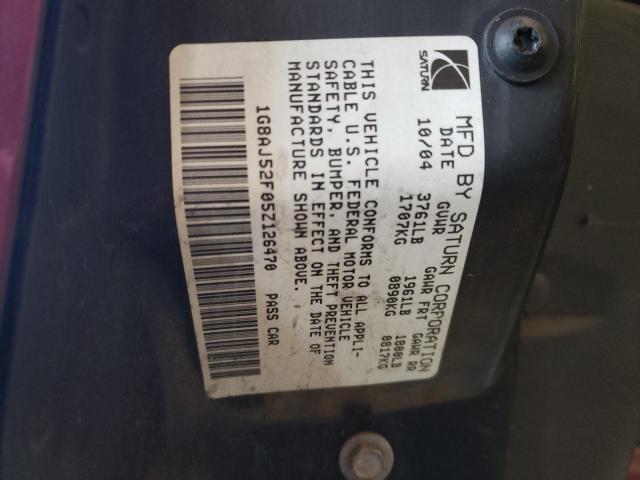 SATURN
MFD BY SATURN CORPORATION
DATE GVWR GAWR FRT GAWR RR
10/04 3761LB 1961LB 1800LB
1707KG 0890KG 0817KG
THIS VEHICLE CONFORMS TO ALL APPLI-
CABLE U.S. FEDERAL MOTOR VEHICLE
SAFETY, BUMPER, AND THEFT PREVENTION
STANDARDS IN EFFECT ON THE DATE OF
MANUFACTURE SHOWN ABOVE.
1G8AJ52F05Z126470 PASS CAR